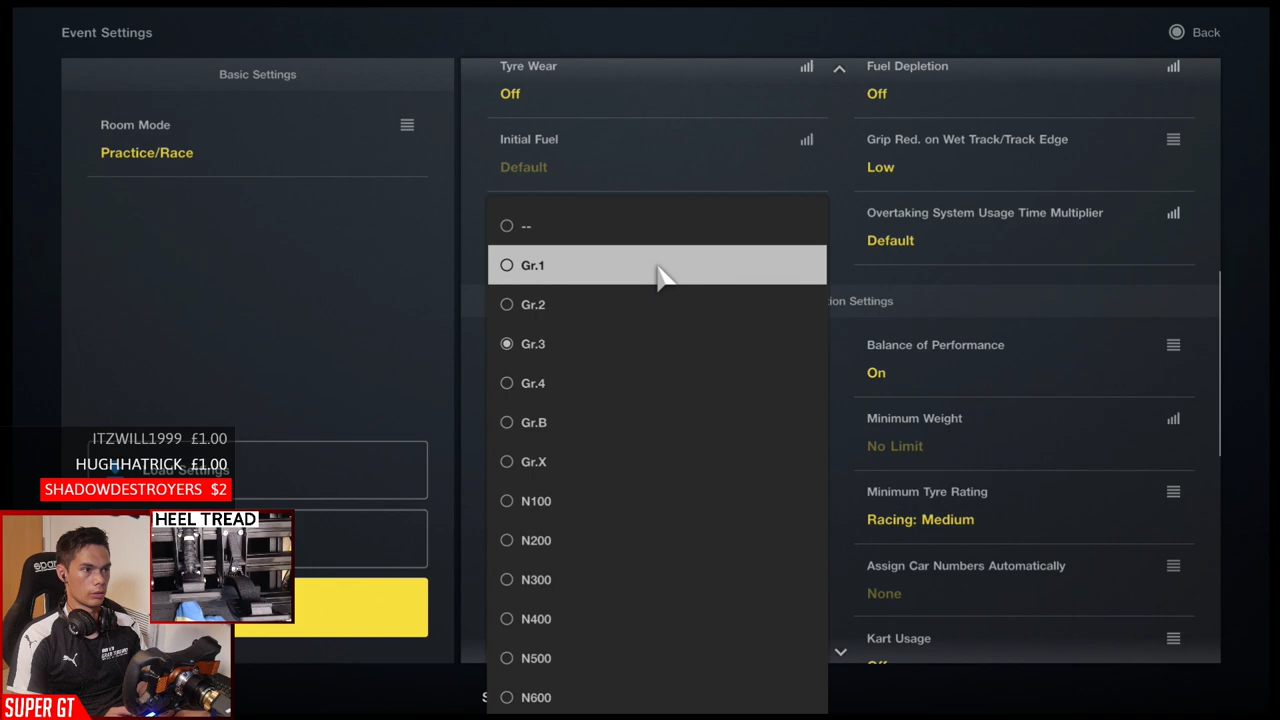 Event Settings
Back
Basic Settings
Room Mode
Practice/Race
Load Settings
Tyre Wear
Off
Fuel Depletion
Off
Initial Fuel
Default
Grip Red. on Wet Track/Track Edge
Low
Overtaking System Usage Time Multiplier
Default
--
Gr.1
Gr.2
Gr.3
Gr.4
Gr.B
Gr.X
N100
N200
N300
N400
N500
N600
Settings
Balance of Performance
On
Minimum Weight
No Limit
Minimum Tyre Rating
Racing: Medium
Assign Car Numbers Automatically
None
Kart Usage
ITZWILL1999 £1.00
HUGHHATRICK £1.00
SHADOWDESTROYERS $2
HEEL TREAD
SUPER GT